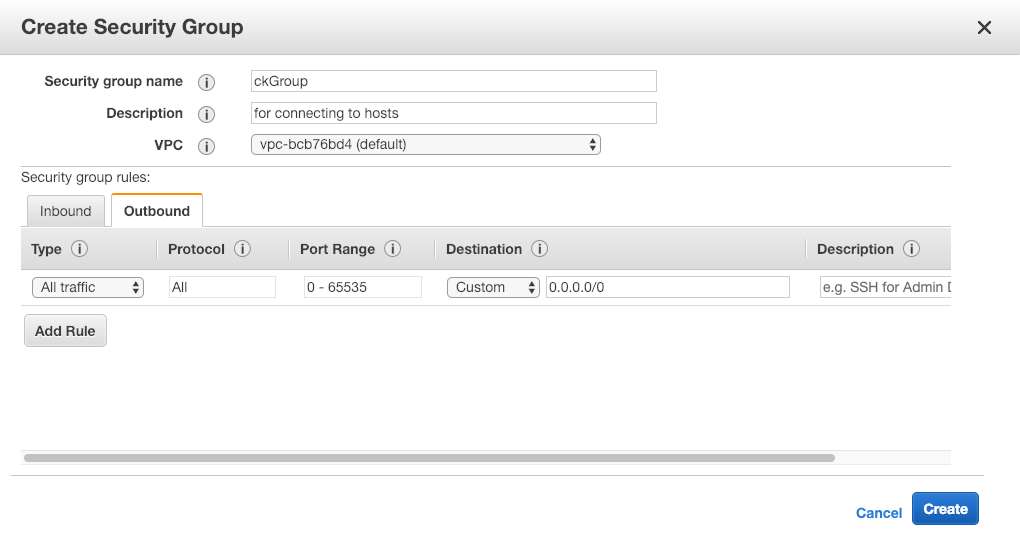 Create Security Group
Security group name
ckGroup
Description
for connecting to hosts
VPC
vpc-bcb76bd4 (default)
Security group rules:
Inbound Outbound
Type Protocol Port Range Destination Description
All traffic All 0 - 65535 Custom 0.0.0.0/0 e.g. SSH for Admin
Add Rule
Cancel Create